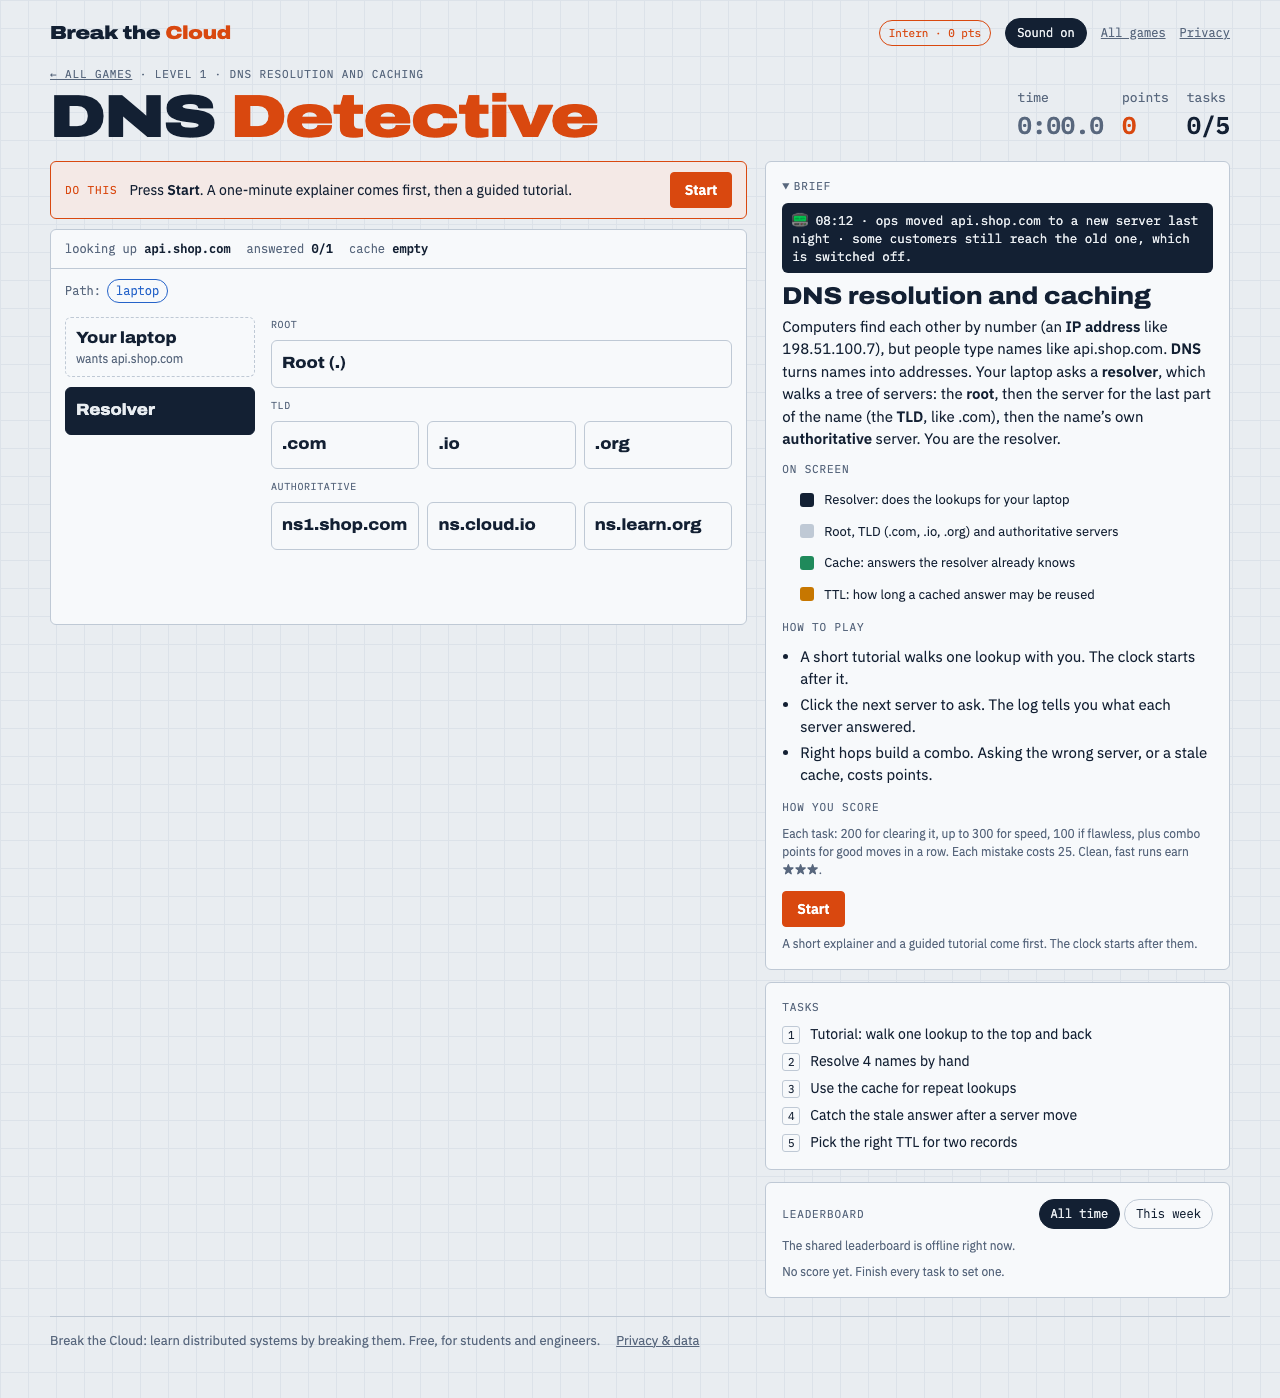 Break the Cloud
Intern · 0 pts
Sound on
All games
Privacy
← ALL GAMES · LEVEL 1 · DNS RESOLUTION AND CACHING
DNS Detective
time
0:00.0
points
0
tasks
0/5
DO THIS Press Start. A one-minute explainer comes first, then a guided tutorial.
Start
looking up api.shop.com answered 0/1 cache empty
Path: laptop
Your laptop
wants api.shop.com
Resolver
ROOT
Root (.)
TLD
.com
.io
.org
AUTHORITATIVE
ns1.shop.com
ns.cloud.io
ns.learn.org
▼ BRIEF
08:12 · ops moved api.shop.com to a new server last
night · some customers still reach the old one, which
is switched off.
DNS resolution and caching
Computers find each other by number (an IP address like
198.51.100.7), but people type names like api.shop.com. DNS
turns names into addresses. Your laptop asks a resolver, which
walks a tree of servers: the root, then the server for the last part
of the name (the TLD, like .com), then the name’s own
authoritative server. You are the resolver.
ON SCREEN
Resolver: does the lookups for your laptop
Root, TLD (.com, .io, .org) and authoritative servers
Cache: answers the resolver already knows
TTL: how long a cached answer may be reused
HOW TO PLAY
• A short tutorial walks one lookup with you. The clock starts
after it.
• Click the next server to ask. The log tells you what each
server answered.
• Right hops build a combo. Asking the wrong server, or a stale
cache, costs points.
HOW YOU SCORE
Each task: 200 for clearing it, up to 300 for speed, 100 if flawless, plus combo
points for good moves in a row. Each mistake costs 25. Clean, fast runs earn
★★★.
Start
A short explainer and a guided tutorial come first. The clock starts after them.
TASKS
1 Tutorial: walk one lookup to the top and back
2 Resolve 4 names by hand
3 Use the cache for repeat lookups
4 Catch the stale answer after a server move
5 Pick the right TTL for two records
LEADERBOARD
All time
This week
The shared leaderboard is offline right now.
No score yet. Finish every task to set one.
Break the Cloud: learn distributed systems by breaking them. Free, for students and engineers. Privacy & data